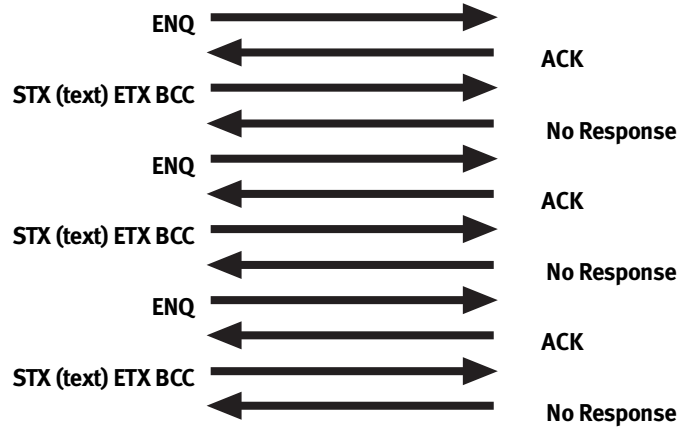 ENQ
ACK
STX (text) ETX BCC
No Response
ENQ
ACK
STX (text) ETX BCC
No Response
ENQ
ACK
STX (text) ETX BCC
No Response